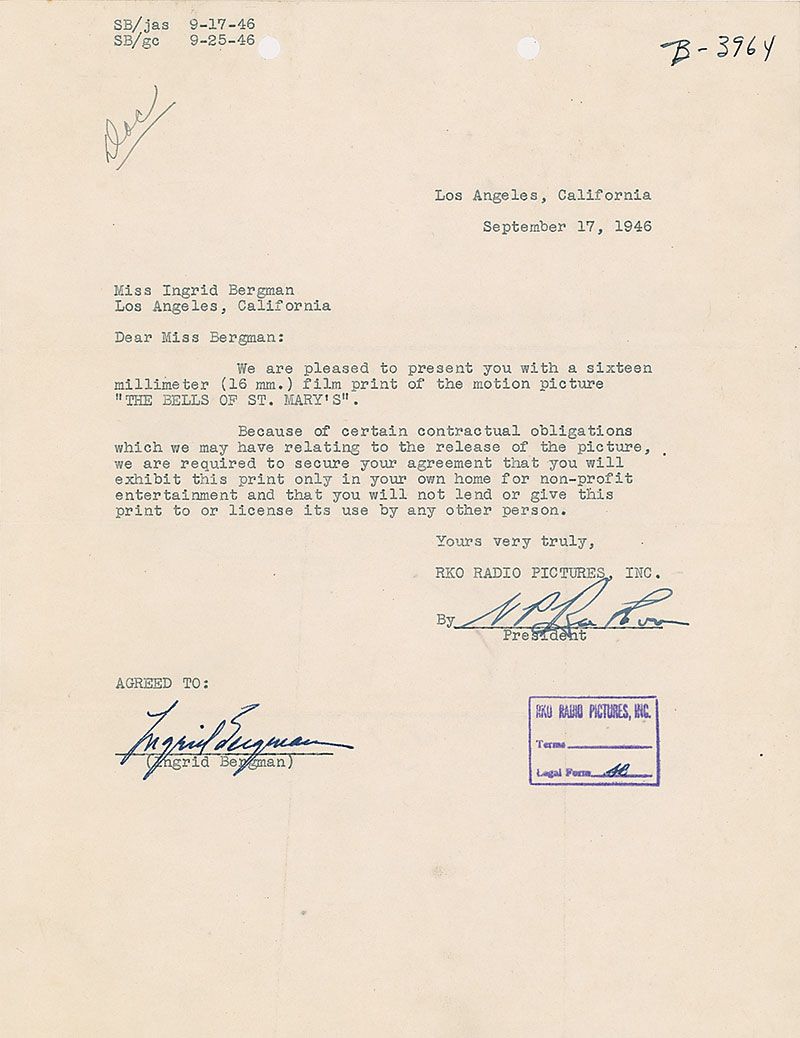 SB/jas 9-17-46
SB/gc 9-25-46
B-3964
Doc
Los Angeles, California
September 17, 1946
Miss Ingrid Bergman
Los Angeles, California
Dear Miss Bergman:
We are pleased to present you with a sixteen
millimeter (16 mm.) film print of the motion picture
"THE BELLS OF ST. MARY'S".
Because of certain contractual obligations
which we may have relating to the release of the picture,
we are required to secure your agreement that you will
exhibit this print only in your own home for non-profit
entertainment and that you will not lend or give this
print to or license its use by any other person.
Yours very truly,
RKO RADIO PICTURES, INC.
By
President
AGREED TO:
Ingrid Bergman
(Ingrid Bergman)
RKO RADIO PICTURES, INC.
Terms
Legal Form